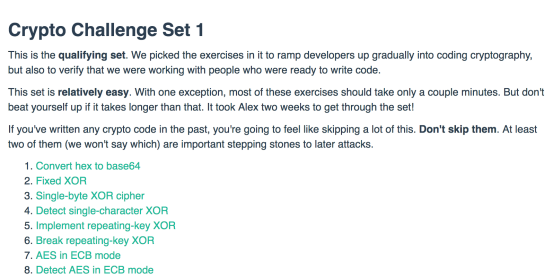 Crypto Challenge Set 1
This is the qualifying set. We picked the exercises in it to ramp developers up gradually into coding cryptography,
but also to verify that we were working with people who were ready to write code.
This set is relatively easy. With one exception, most of these exercises should take only a couple minutes. But don't
beat yourself up if it takes longer than that. It took Alex two weeks to get through the set!
If you've written any crypto code in the past, you're going to feel like skipping a lot of this. Don't skip them. At least
two of them (we won't say which) are important stepping stones to later attacks.
1. Convert hex to base64
2. Fixed XOR
3. Single-byte XOR cipher
4. Detect single-character XOR
5. Implement repeating-key XOR
6. Break repeating-key XOR
7. AES in ECB mode
8. Detect AES in ECB mode